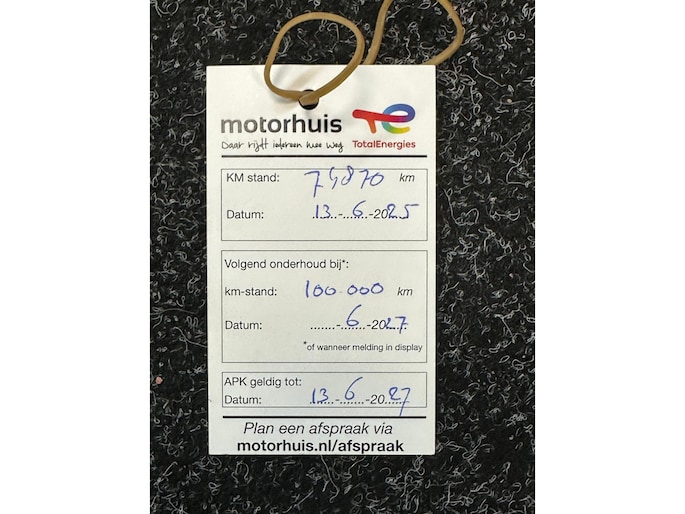 motorhuis
Daar rijdt iedereen mee weg
TotalEnergies
KM stand: 74870 km
Datum: 13 - 6 - 2025
Volgend onderhoud bij*:
km-stand: 100.000 km
Datum: ........- 6 - 2027
*of wanneer melding in display
APK geldig tot:
Datum: 13 - 6 - 2027
Plan een afspraak via
motorhuis.nl/afspraak